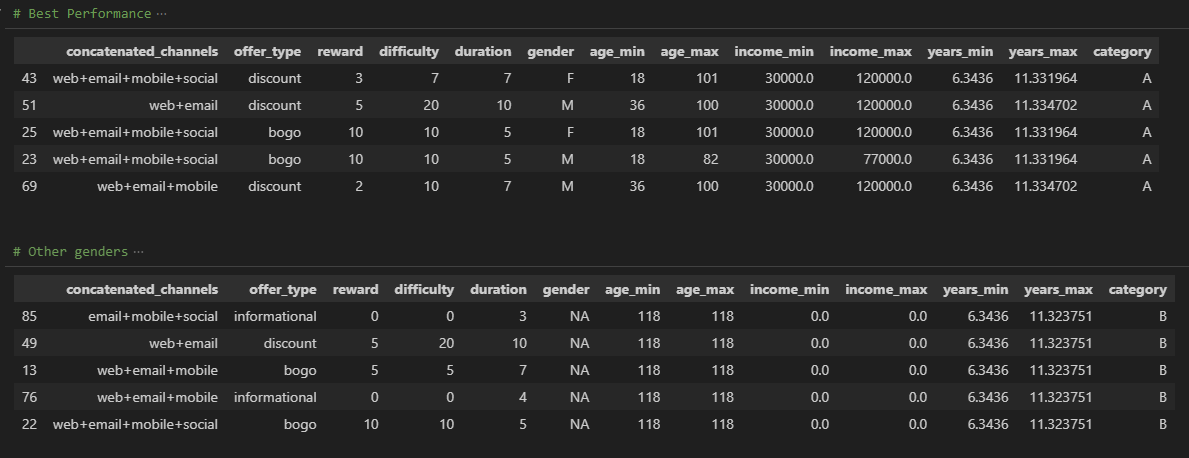 # Best Performance ...
concatenated_channels offer_type reward difficulty duration gender age_min age_max income_min income_max years_min years_max category
43 web+email+mobile+social discount 3 7 7 F 18 101 30000.0 120000.0 6.3436 11.331964 A
51 web+email discount 5 20 10 M 36 100 30000.0 120000.0 6.3436 11.334702 A
25 web+email+mobile+social bogo 10 10 5 F 18 101 30000.0 120000.0 6.3436 11.331964 A
23 web+email+mobile+social bogo 10 10 5 M 18 82 30000.0 77000.0 6.3436 11.331964 A
69 web+email+mobile discount 2 10 7 M 36 100 30000.0 120000.0 6.3436 11.334702 A
# Other genders ...
concatenated_channels offer_type reward difficulty duration gender age_min age_max income_min income_max years_min years_max category
85 email+mobile+social informational 0 0 3 NA 118 118 0.0 0.0 6.3436 11.323751 B
49 web+email discount 5 20 10 NA 118 118 0.0 0.0 6.3436 11.323751 B
13 web+email+mobile bogo 5 5 7 NA 118 118 0.0 0.0 6.3436 11.323751 B
76 web+email+mobile informational 0 0 4 NA 118 118 0.0 0.0 6.3436 11.323751 B
22 web+email+mobile+social bogo 10 10 5 NA 118 118 0.0 0.0 6.3436 11.323751 B